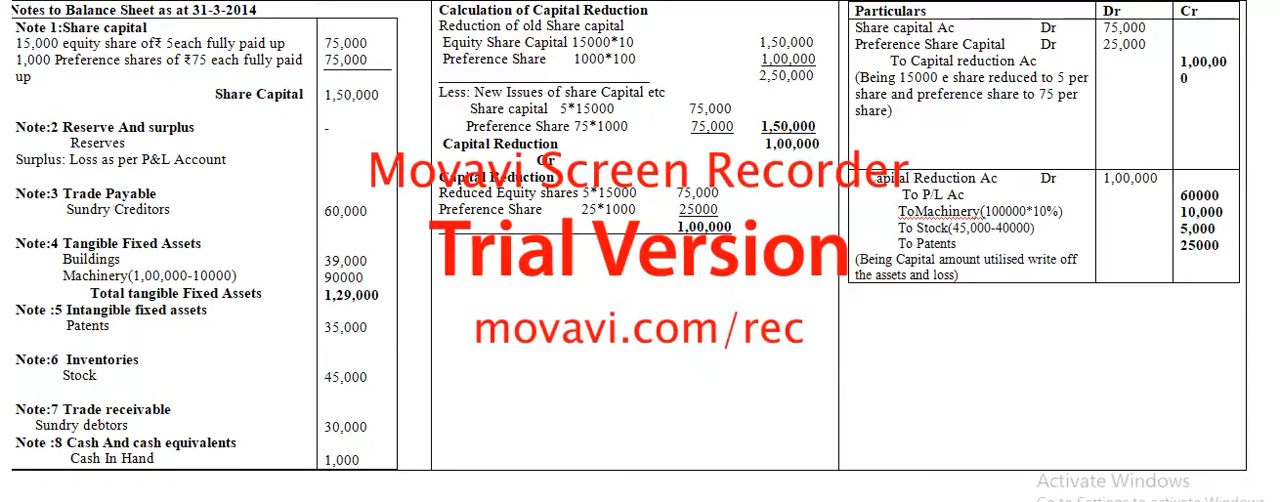 Notes to Balance Sheet as at 31-3-2014
Note 1:Share capital
15,000 equity share of₹ 5each fully paid up 75,000
1,000 Preference shares of ₹75 each fully paid 75,000
up
Share Capital 1,50,000
Note:2 Reserve And surplus -
Reserves
Surplus: Loss as per P&L Account
Note:3 Trade Payable
Sundry Creditors 60,000
Note:4 Tangible Fixed Assets
Buildings 39,000
Machinery(1,00,000-10000) 90000
Total tangible Fixed Assets 1,29,000
Note :5 Intangible fixed assets
Patents 35,000
Note:6 Inventories
Stock 45,000
Note:7 Trade receivable
Sundry debtors 30,000
Note :8 Cash And cash equivalents
Cash In Hand 1,000
Calculation of Capital Reduction
Reduction of old Share capital
Equity Share Capital 15000*10 1,50,000
Preference Share 1000*100 1,00,000
2,50,000
Less: New Issues of share Capital etc
Share capital 5*15000 75,000
Preference Share 75*1000 75,000 1,50,000
Capital Reduction 1,00,000
Or
Capital Reduction
Reduced Equity shares 5*15000 75,000
Preference Share 25*1000 25000
1,00,000
Particulars Dr Cr
Share capital Ac Dr 75,000
Preference Share Capital Dr 25,000
To Capital reduction Ac 1,00,00
0
(Being 15000 e share reduced to 5 per
share and preference share to 75 per
share)
Capital Reduction Ac Dr 1,00,000
To P/L Ac 60000
ToMachinery(100000*10%) 10,000
To Stock(45,000-40000) 5,000
To Patents 25000
(Being Capital amount utilised write off
the assets and loss)
Movavi Screen Recorder
Trial Version
movavi.com/rec
Activate Windows
Go to Settings to activate Windows